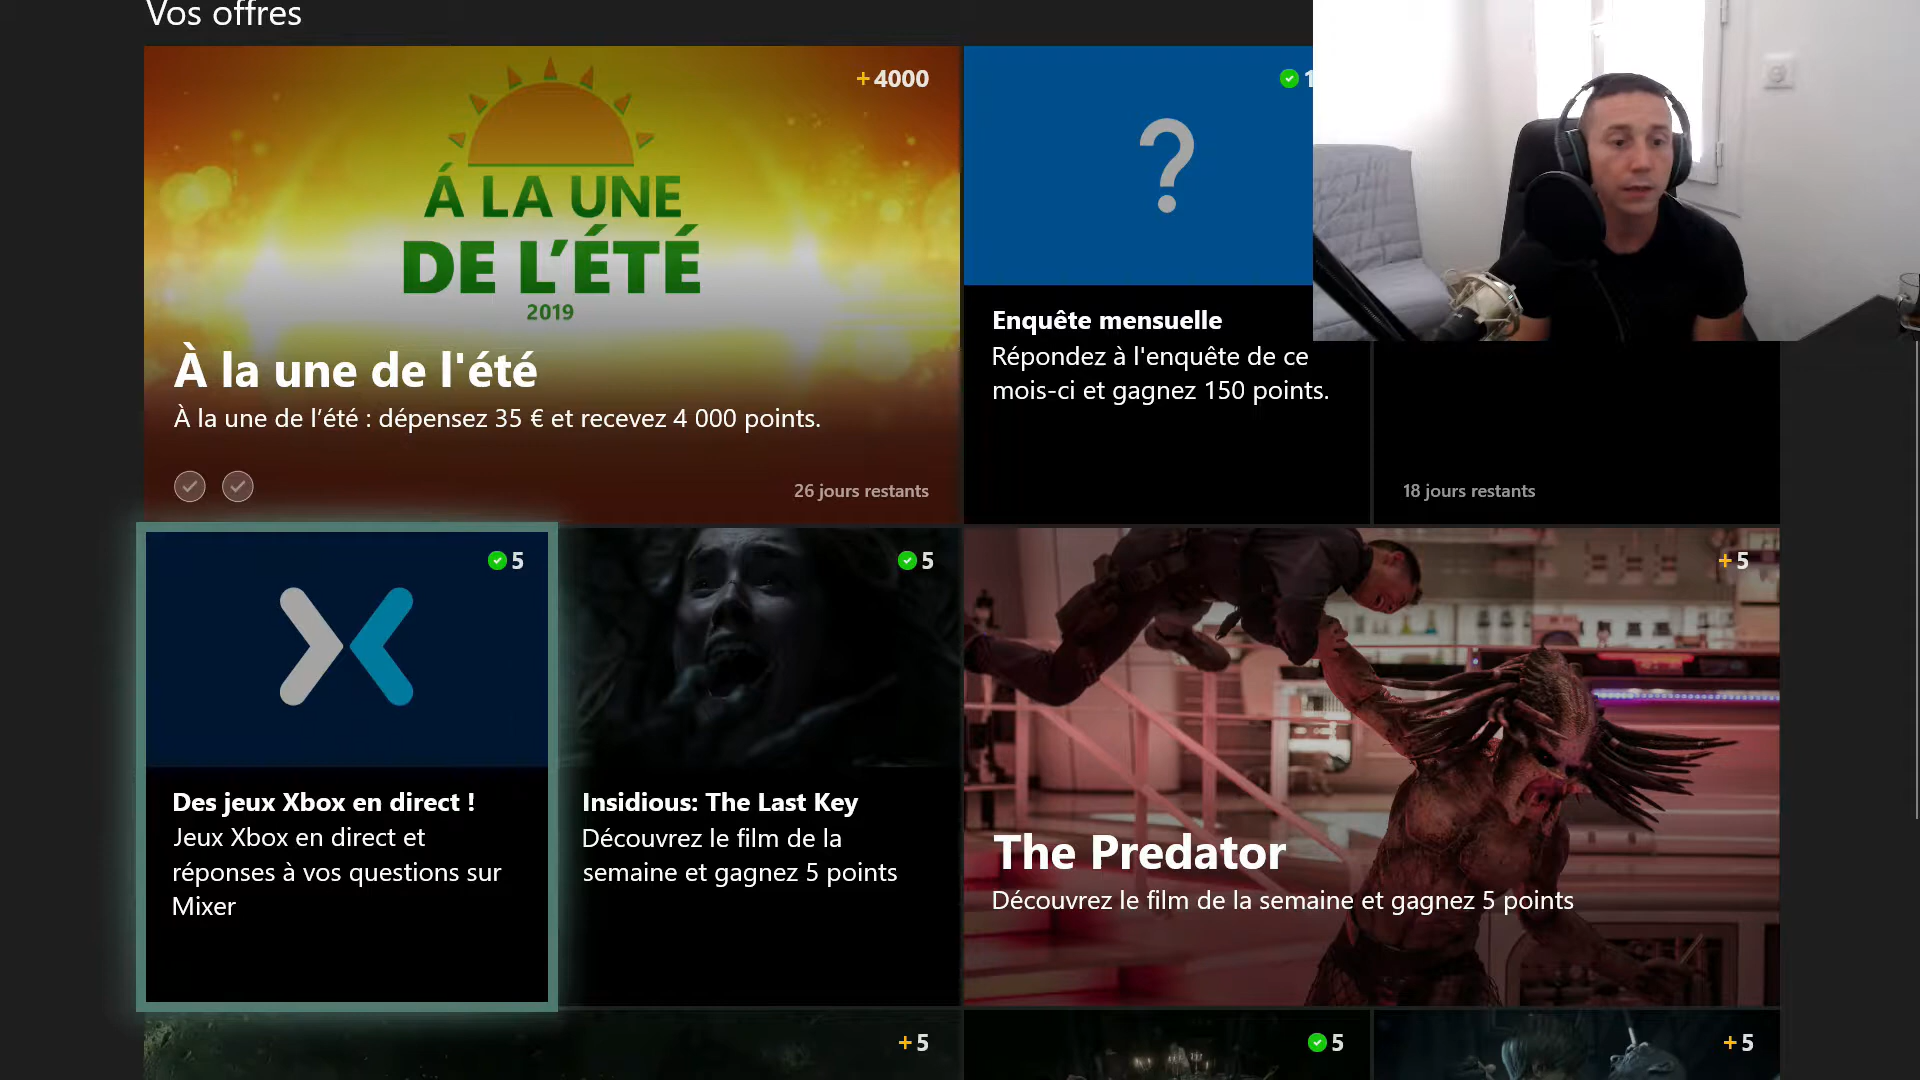 Vos offres
+4000
À LA UNE
DE L'ÉTÉ
2019
À la une de l'été
À la une de l’été : dépensez 35 € et recevez 4 000 points.
26 jours restants
Enquête mensuelle
Répondez à l'enquête de ce
mois-ci et gagnez 150 points.
18 jours restants
5
Des jeux Xbox en direct !
Jeux Xbox en direct et
réponses à vos questions sur
Mixer
5
Insidious: The Last Key
Découvrez le film de la
semaine et gagnez 5 points
+5
The Predator
Découvrez le film de la semaine et gagnez 5 points
+5
5
+5